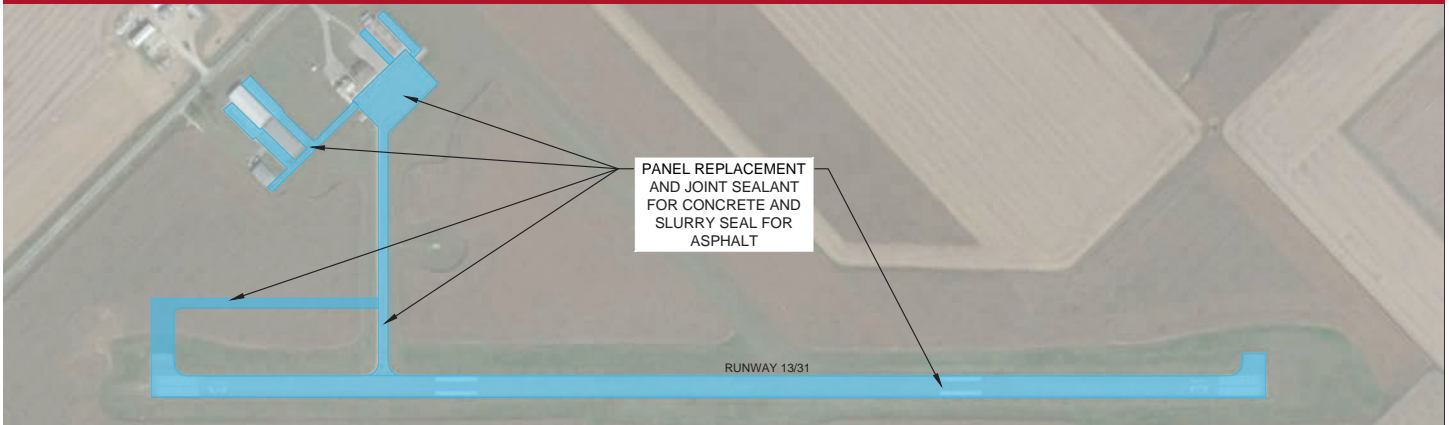 PANEL REPLACEMENT
AND JOINT SEALANT
FOR CONCRETE AND
SLURRY SEAL FOR
ASPHALT
RUNWAY 13/31